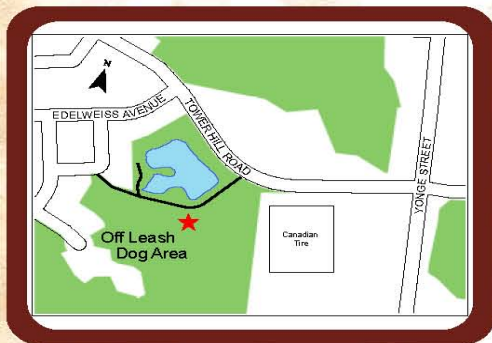 N
EDELWEISS AVENUE
TOWER HILL ROAD
YONGE STREET
Canadian
Tire
Off Leash
Dog Area